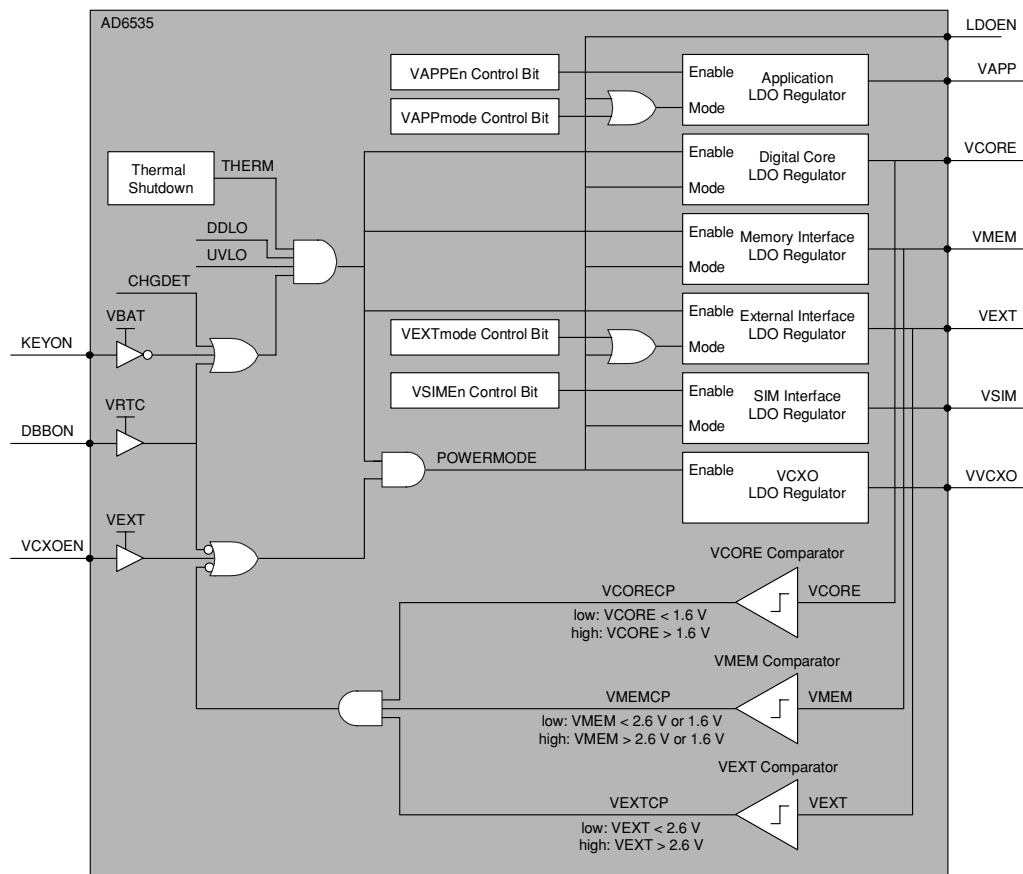 AD6535
LDOEN
VAPPEn Control Bit
Enable
Application
LDO Regulator
VAPP
VAPPmode Control Bit
Mode
Thermal
Shutdown
THERM
Enable
Digital Core
LDO Regulator
VCORE
Mode
DDLO
UVLO
Enable
Memory Interface
LDO Regulator
VMEM
Mode
CHGDET
VBAT
KEYON
VEXTmode Control Bit
Enable
External Interface
LDO Regulator
VEXT
Mode
VSIMEn Control Bit
Enable
SIM Interface
LDO Regulator
VSIM
Mode
VRTC
DBBON
POWERMODE
Enable
VCXO
LDO Regulator
VVCXO
VEXT
VCXOEN
VCORE Comparator
VCORECP
VCORE
low: VCORE < 1.6 V
high: VCORE > 1.6 V
VMEM Comparator
VMEMCP
VMEM
low: VMEM < 2.6 V or 1.6 V
high: VMEM > 2.6 V or 1.6 V
VEXT Comparator
VEXTCP
VEXT
low: VEXT < 2.6 V
high: VEXT > 2.6 V